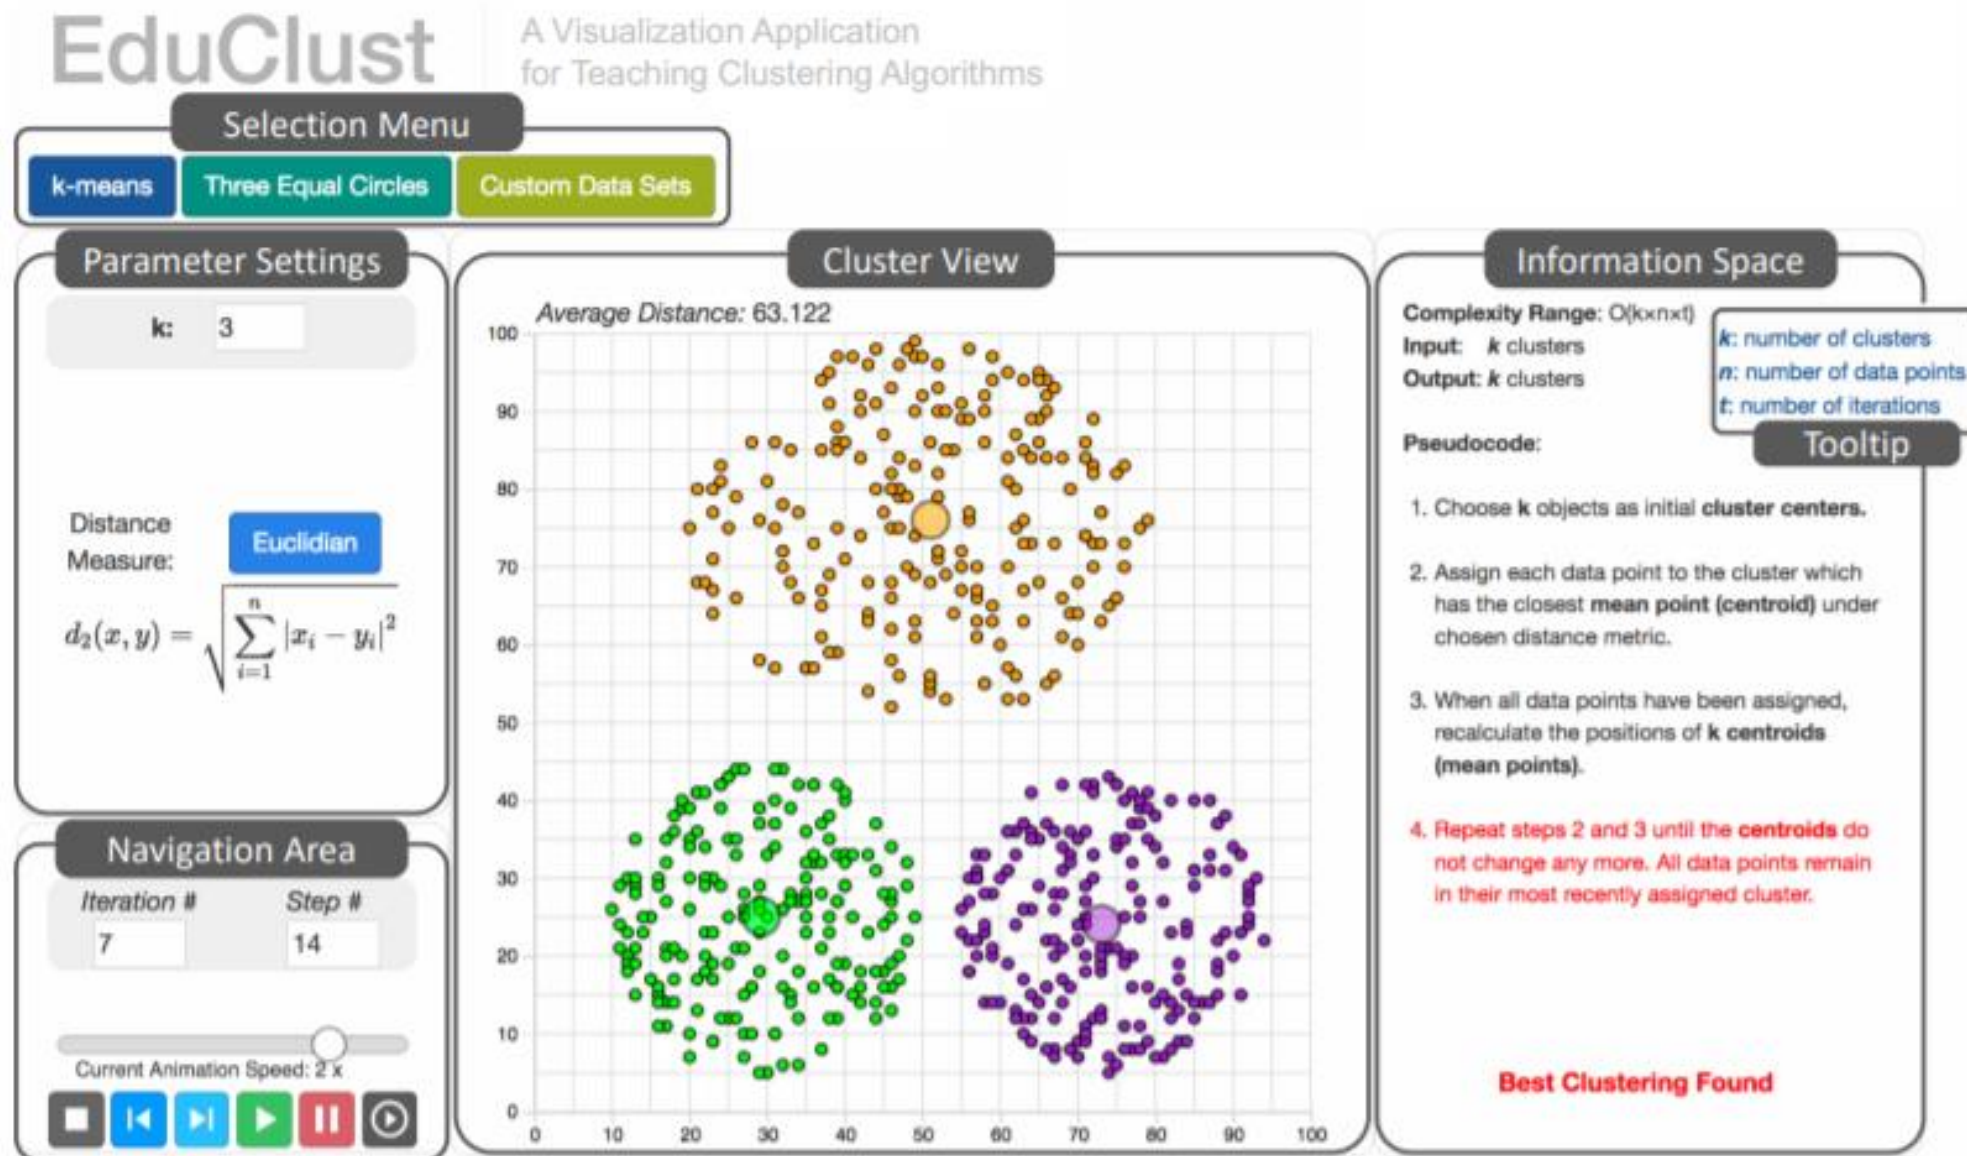 EduClust
A Visualization Application
for Teaching Clustering Algorithms
Selection Menu
k-means
Three Equal Circles
Custom Data Sets
Parameter Settings
k: 3
Distance
Measure:
Euclidian
d₂(x, y) = √ n ∑ i=1 |xᵢ − yᵢ|²
Navigation Area
Iteration # Step #
7 14
Current Animation Speed: 2 x
Cluster View
Average Distance: 63.122
100
90
80
70
60
50
40
30
20
10
0
0 10 20 30 40 50 60 70 80 90 100
Information Space
Complexity Range: O(k×n×t)
Input: k clusters
Output: k clusters
k: number of clusters
n: number of data points
t: number of iterations
Tooltip
Pseudocode:
1. Choose k objects as initial cluster centers.
2. Assign each data point to the cluster which
has the closest mean point (centroid) under
chosen distance metric.
3. When all data points have been assigned,
recalculate the positions of k centroids
(mean points).
4. Repeat steps 2 and 3 until the centroids do
not change any more. All data points remain
in their most recently assigned cluster.
Best Clustering Found